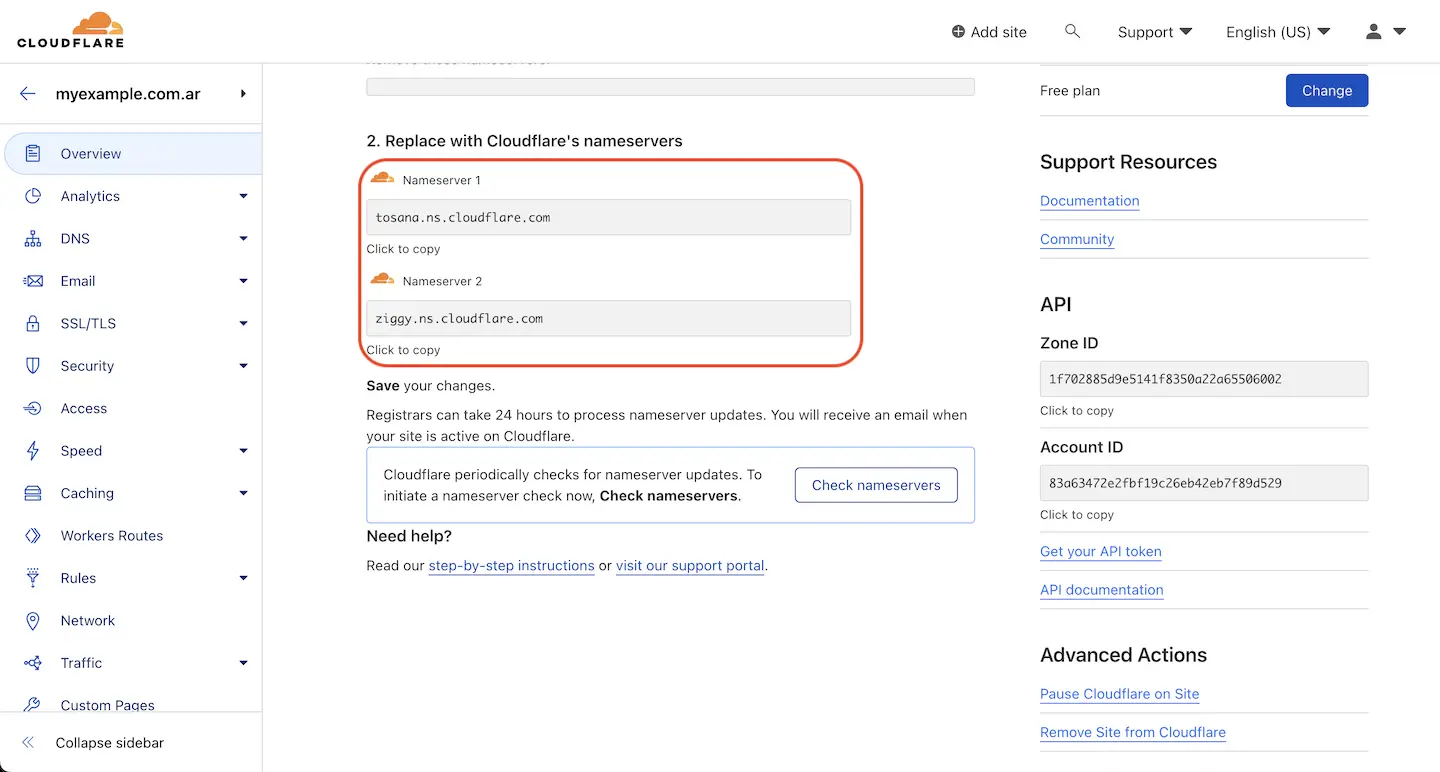 CLOUDFLARE
Add site
Support
English (US)
myexample.com.ar
Overview
Analytics
DNS
Email
SSL/TLS
Security
Access
Speed
Caching
Workers Routes
Rules
Network
Traffic
Custom Pages
Collapse sidebar
2. Replace with Cloudflare's nameservers
Nameserver 1
tosana.ns.cloudflare.com
Click to copy
Nameserver 2
ziggy.ns.cloudflare.com
Click to copy
Save your changes.
Registrars can take 24 hours to process nameserver updates. You will receive an email when
your site is active on Cloudflare.
Cloudflare periodically checks for nameserver updates. To
initiate a nameserver check now, Check nameservers.
Check nameservers
Need help?
Read our step-by-step instructions or visit our support portal.
Free plan
Change
Support Resources
Documentation
Community
API
Zone ID
1f702885d9e5141f8350a22a65506002
Click to copy
Account ID
83a63472e2fbf19c26eb42eb7f89d529
Click to copy
Get your API token
API documentation
Advanced Actions
Pause Cloudflare on Site
Remove Site from Cloudflare